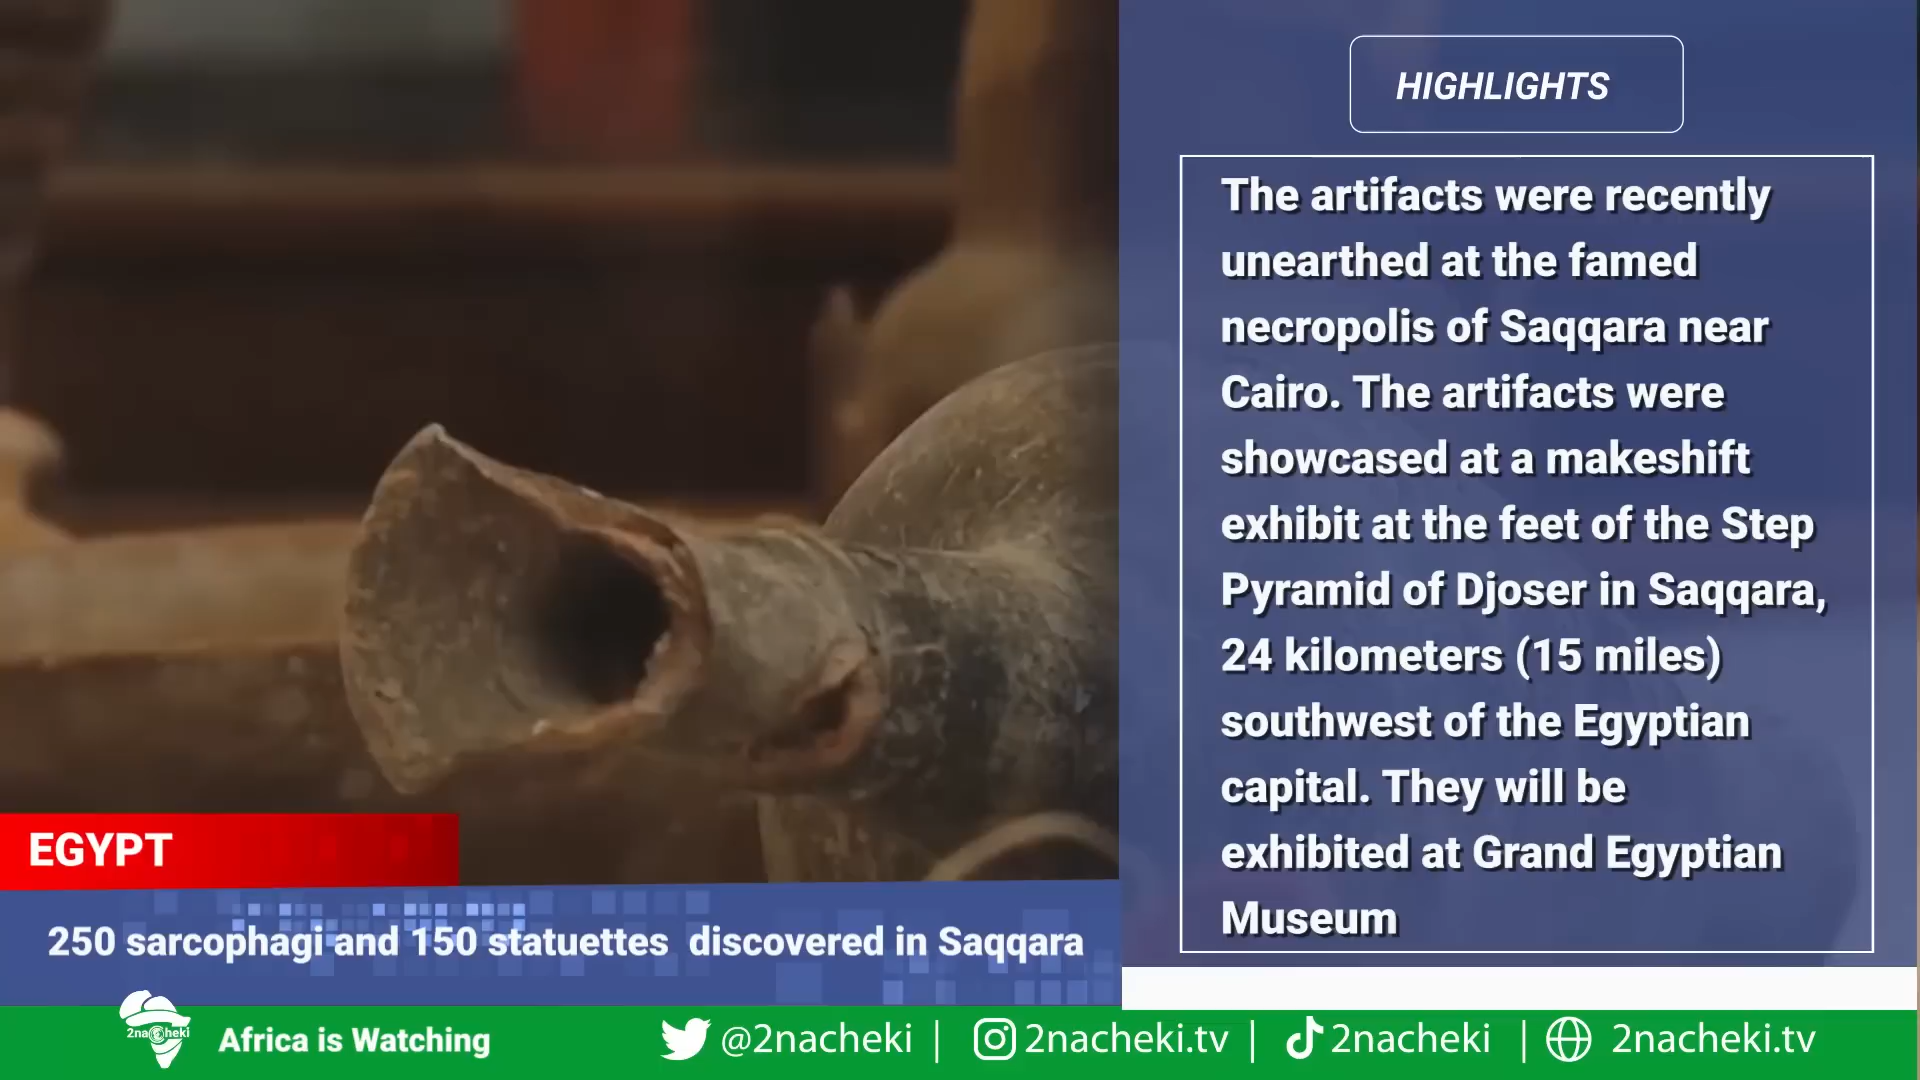 HIGHLIGHTS
The artifacts were recently
unearthed at the famed
necropolis of Saqqara near
Cairo. The artifacts were
showcased at a makeshift
exhibit at the feet of the Step
Pyramid of Djoser in Saqqara,
24 kilometers (15 miles)
southwest of the Egyptian
capital. They will be
exhibited at Grand Egyptian
Museum
EGYPT
250 sarcophagi and 150 statuettes discovered in Saqqara
2nacheki
Africa is Watching
@2nacheki | 2nacheki.tv | 2nacheki | 2nacheki.tv